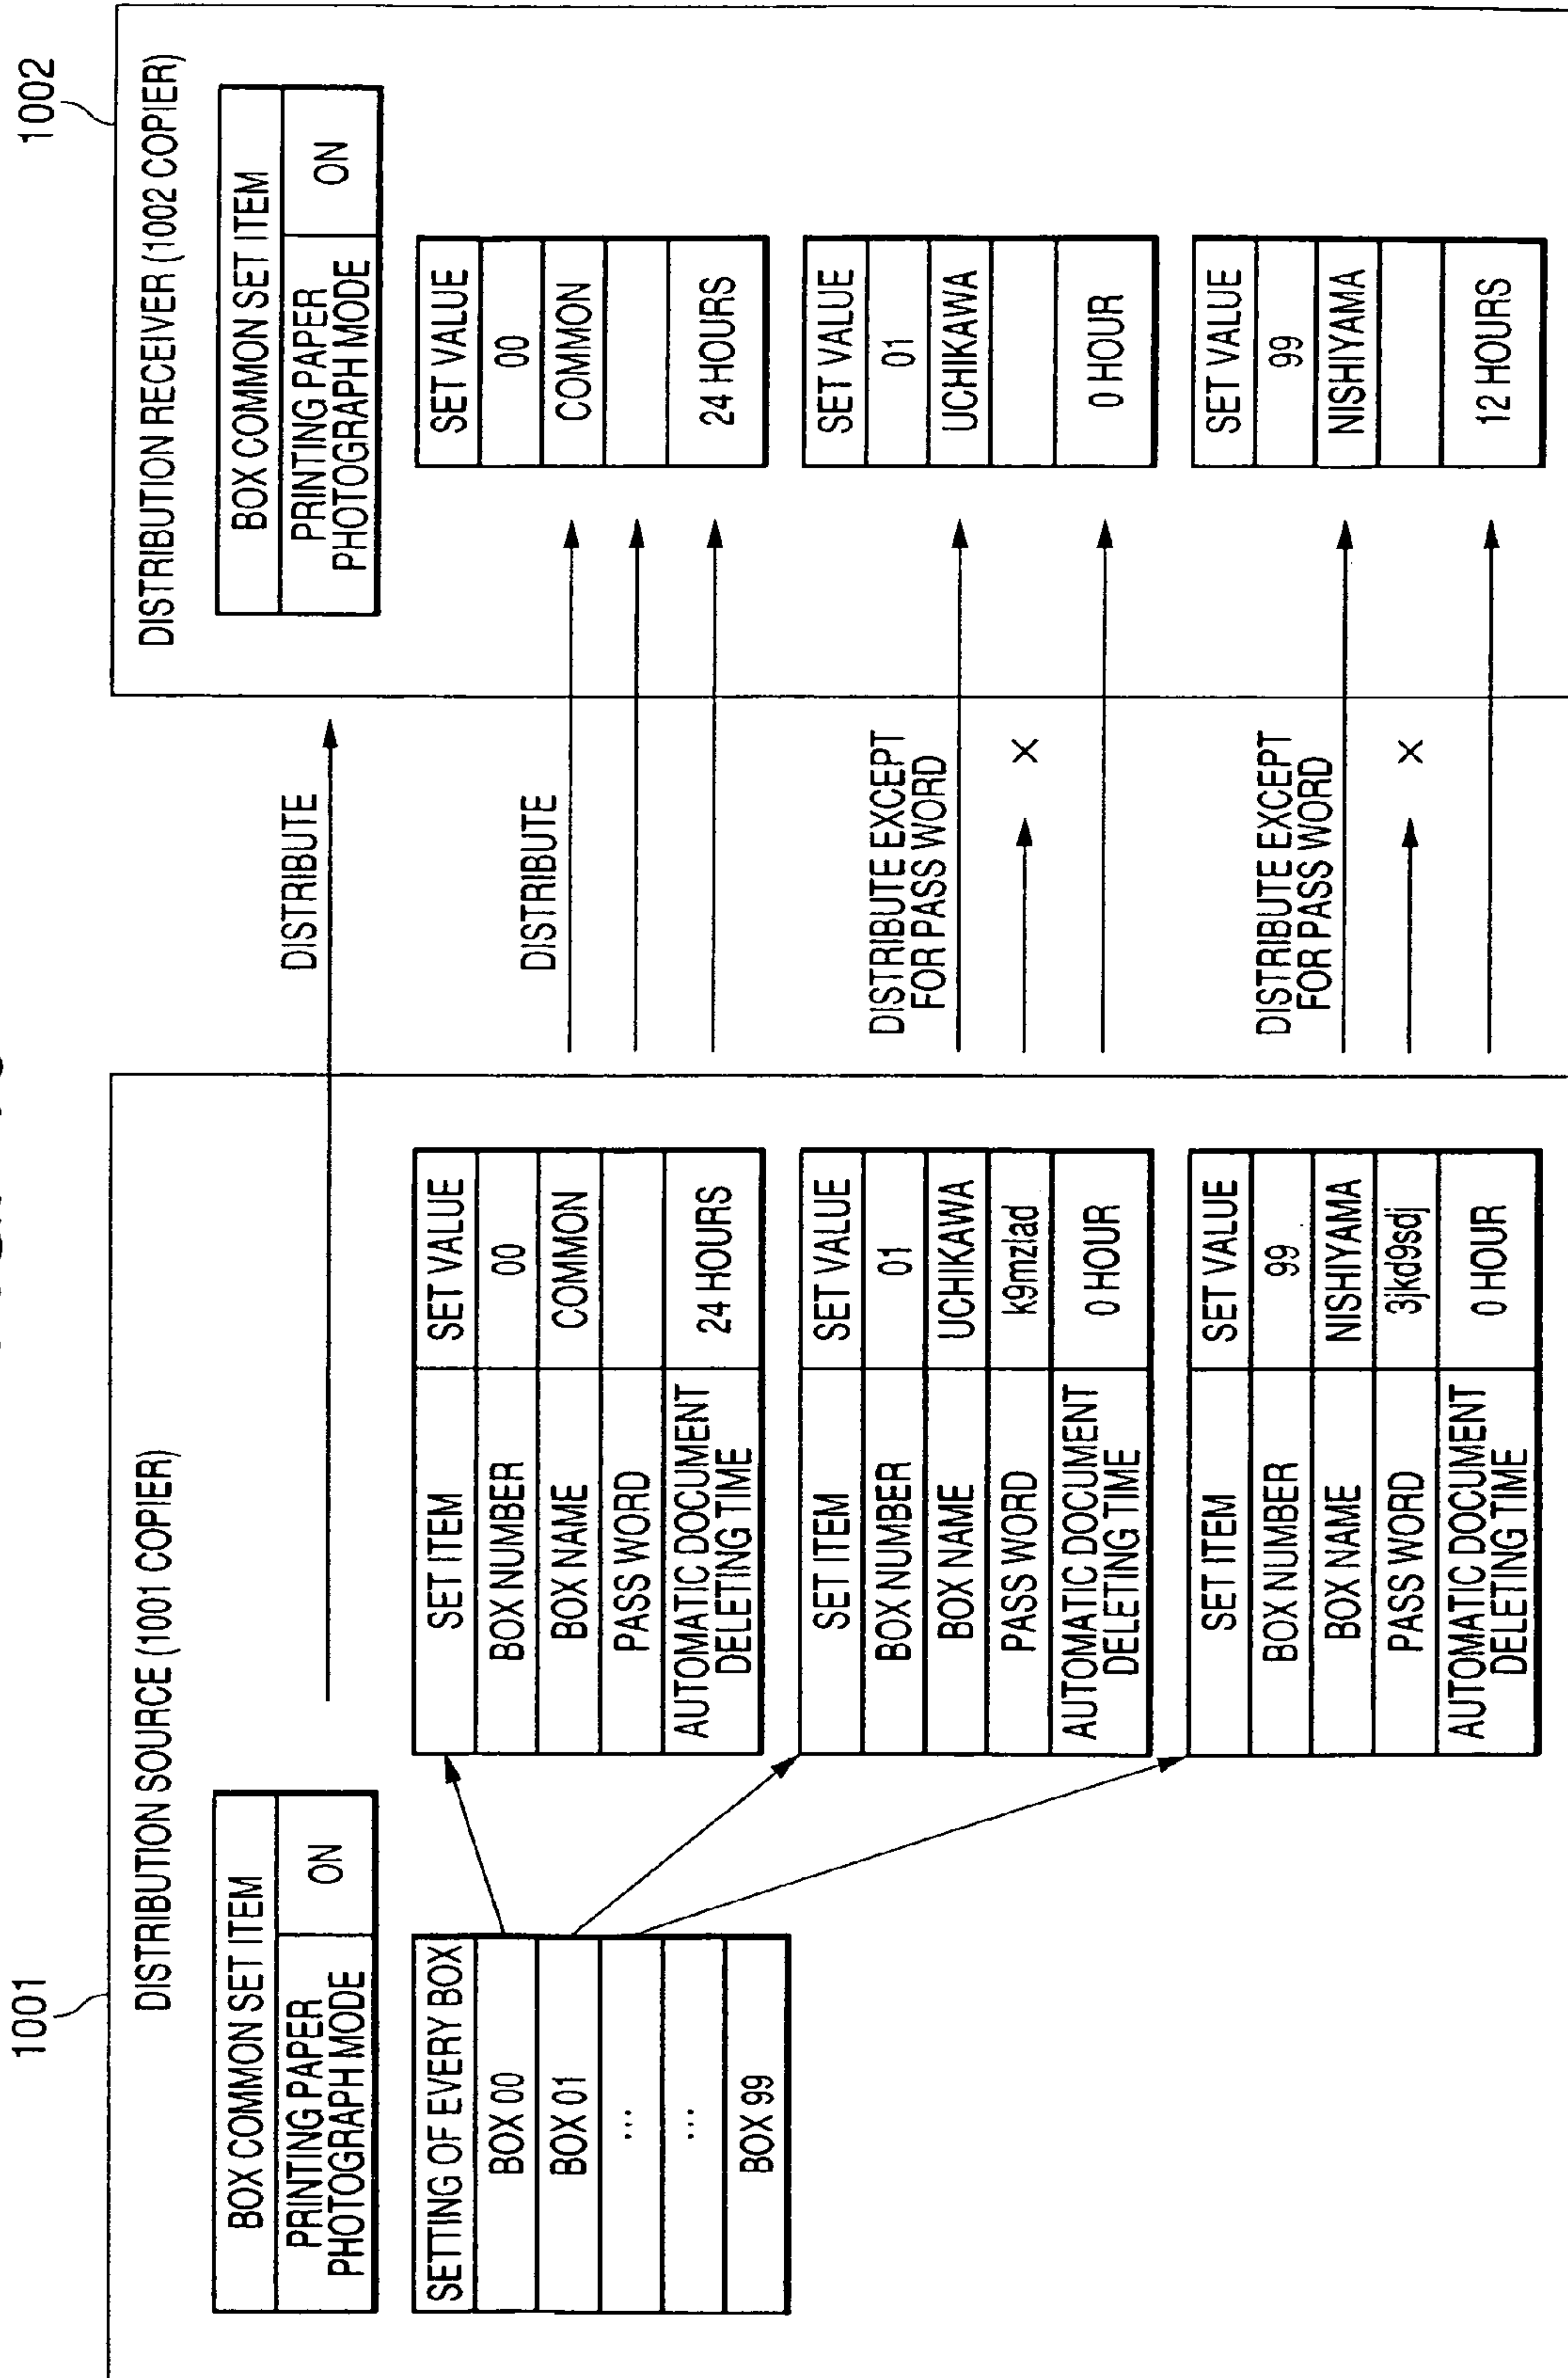 1001
1002
DISTRIBUTION SOURCE (1001 COPIER)
BOX COMMON SET ITEM
PRINTING PAPER
PHOTOGRAPH MODE
ON
SETTING OF EVERY BOX
BOX 00
BOX 01
...
...
BOX 99
SET ITEM SET VALUE
BOX NUMBER 00
BOX NAME COMMON
PASS WORD
AUTOMATIC DOCUMENT
DELETING TIME
24 HOURS
SET ITEM SET VALUE
BOX NUMBER 01
BOX NAME UCHIKAWA
PASS WORD k9mzlad
AUTOMATIC DOCUMENT
DELETING TIME
0 HOUR
SET ITEM SET VALUE
BOX NUMBER 99
BOX NAME NISHIYAMA
PASS WORD 3jkd9sdj
AUTOMATIC DOCUMENT
DELETING TIME
0 HOUR
DISTRIBUTE
DISTRIBUTE
DISTRIBUTE EXCEPT
FOR PASS WORD
×
DISTRIBUTE EXCEPT
FOR PASS WORD
×
DISTRIBUTION RECEIVER (1002 COPIER)
BOX COMMON SET ITEM
PRINTING PAPER
PHOTOGRAPH MODE
ON
SET VALUE
00
COMMON
24 HOURS
SET VALUE
01
UCHIKAWA
0 HOUR
SET VALUE
99
NISHIYAMA
12 HOURS